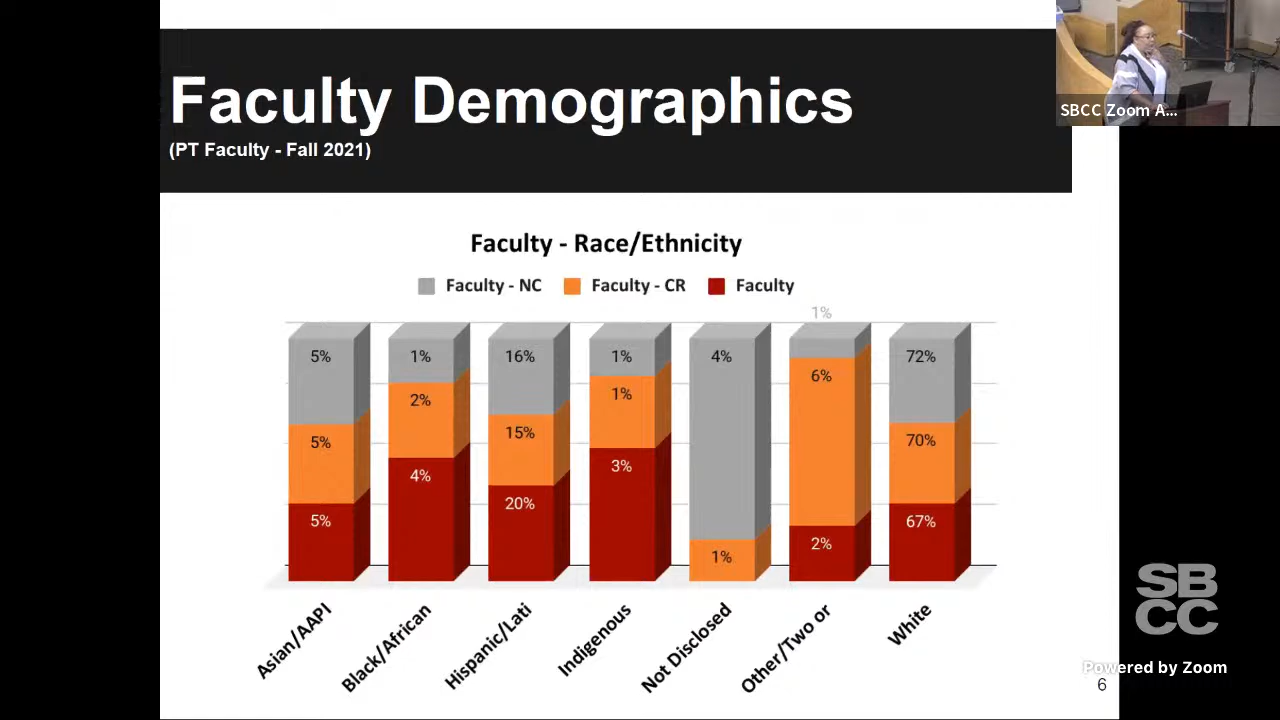 Faculty Demographics
(PT Faculty - Fall 2021)
SBCC Zoom A...
Faculty - Race/Ethnicity
Faculty - NC Faculty - CR Faculty
1%
5% 1% 16% 1% 4% 6% 72%
5% 2% 15% 1% 70%
5% 4% 20% 3% 1% 2% 67%
Asian/AAPI
Black/African
Hispanic/Lati
Indigenous
Not Disclosed
Other/Two or
White
SB
CC
Powered by Zoom
6